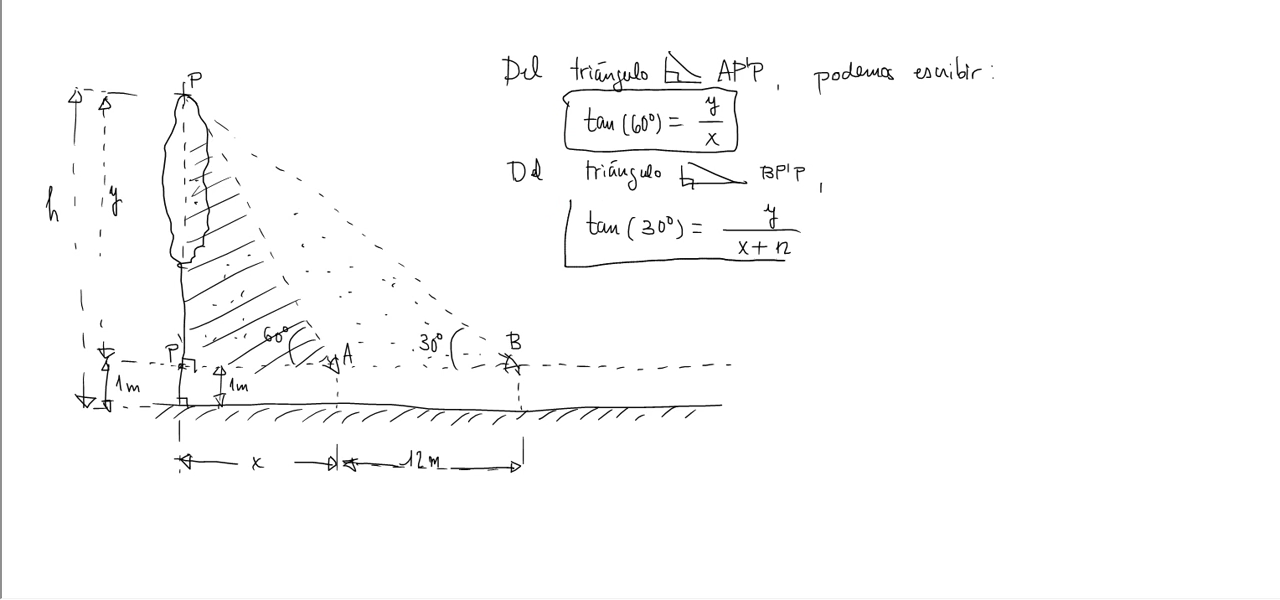 Del triángulo AP'P, podemos escribir:
tan(60°) = y/x
Del triángulo BP'P,
tan(30°) = y/(x+12)
P
h
y
60°
30°
P'
A
B
1m
1m
x
12m